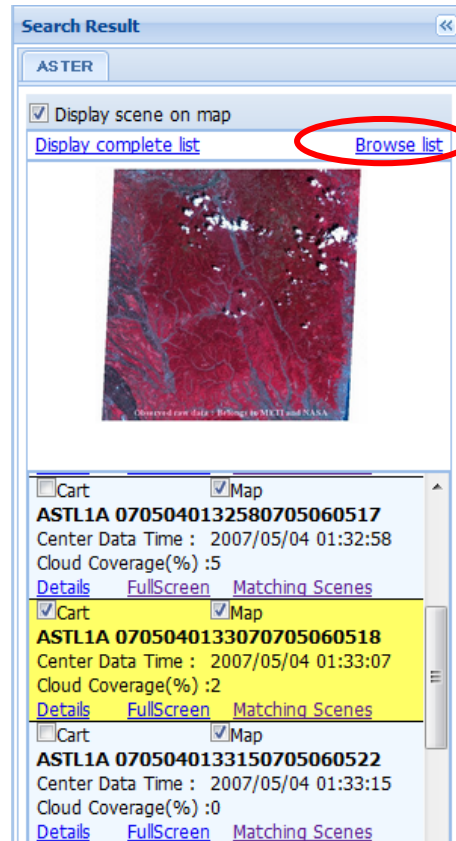 Search Result
ASTER
Display scene on map
Display complete list Browse list
Observed raw data : Belongs to METI and NASA
Cart Map
ASTL1A 0705040132580705060517
Center Data Time : 2007/05/04 01:32:58
Cloud Coverage(%) :5
Details FullScreen Matching Scenes
Cart Map
ASTL1A 0705040133070705060518
Center Data Time : 2007/05/04 01:33:07
Cloud Coverage(%) :2
Details FullScreen Matching Scenes
Cart Map
ASTL1A 0705040133150705060522
Center Data Time : 2007/05/04 01:33:15
Cloud Coverage(%) :0
Details FullScreen Matching Scenes